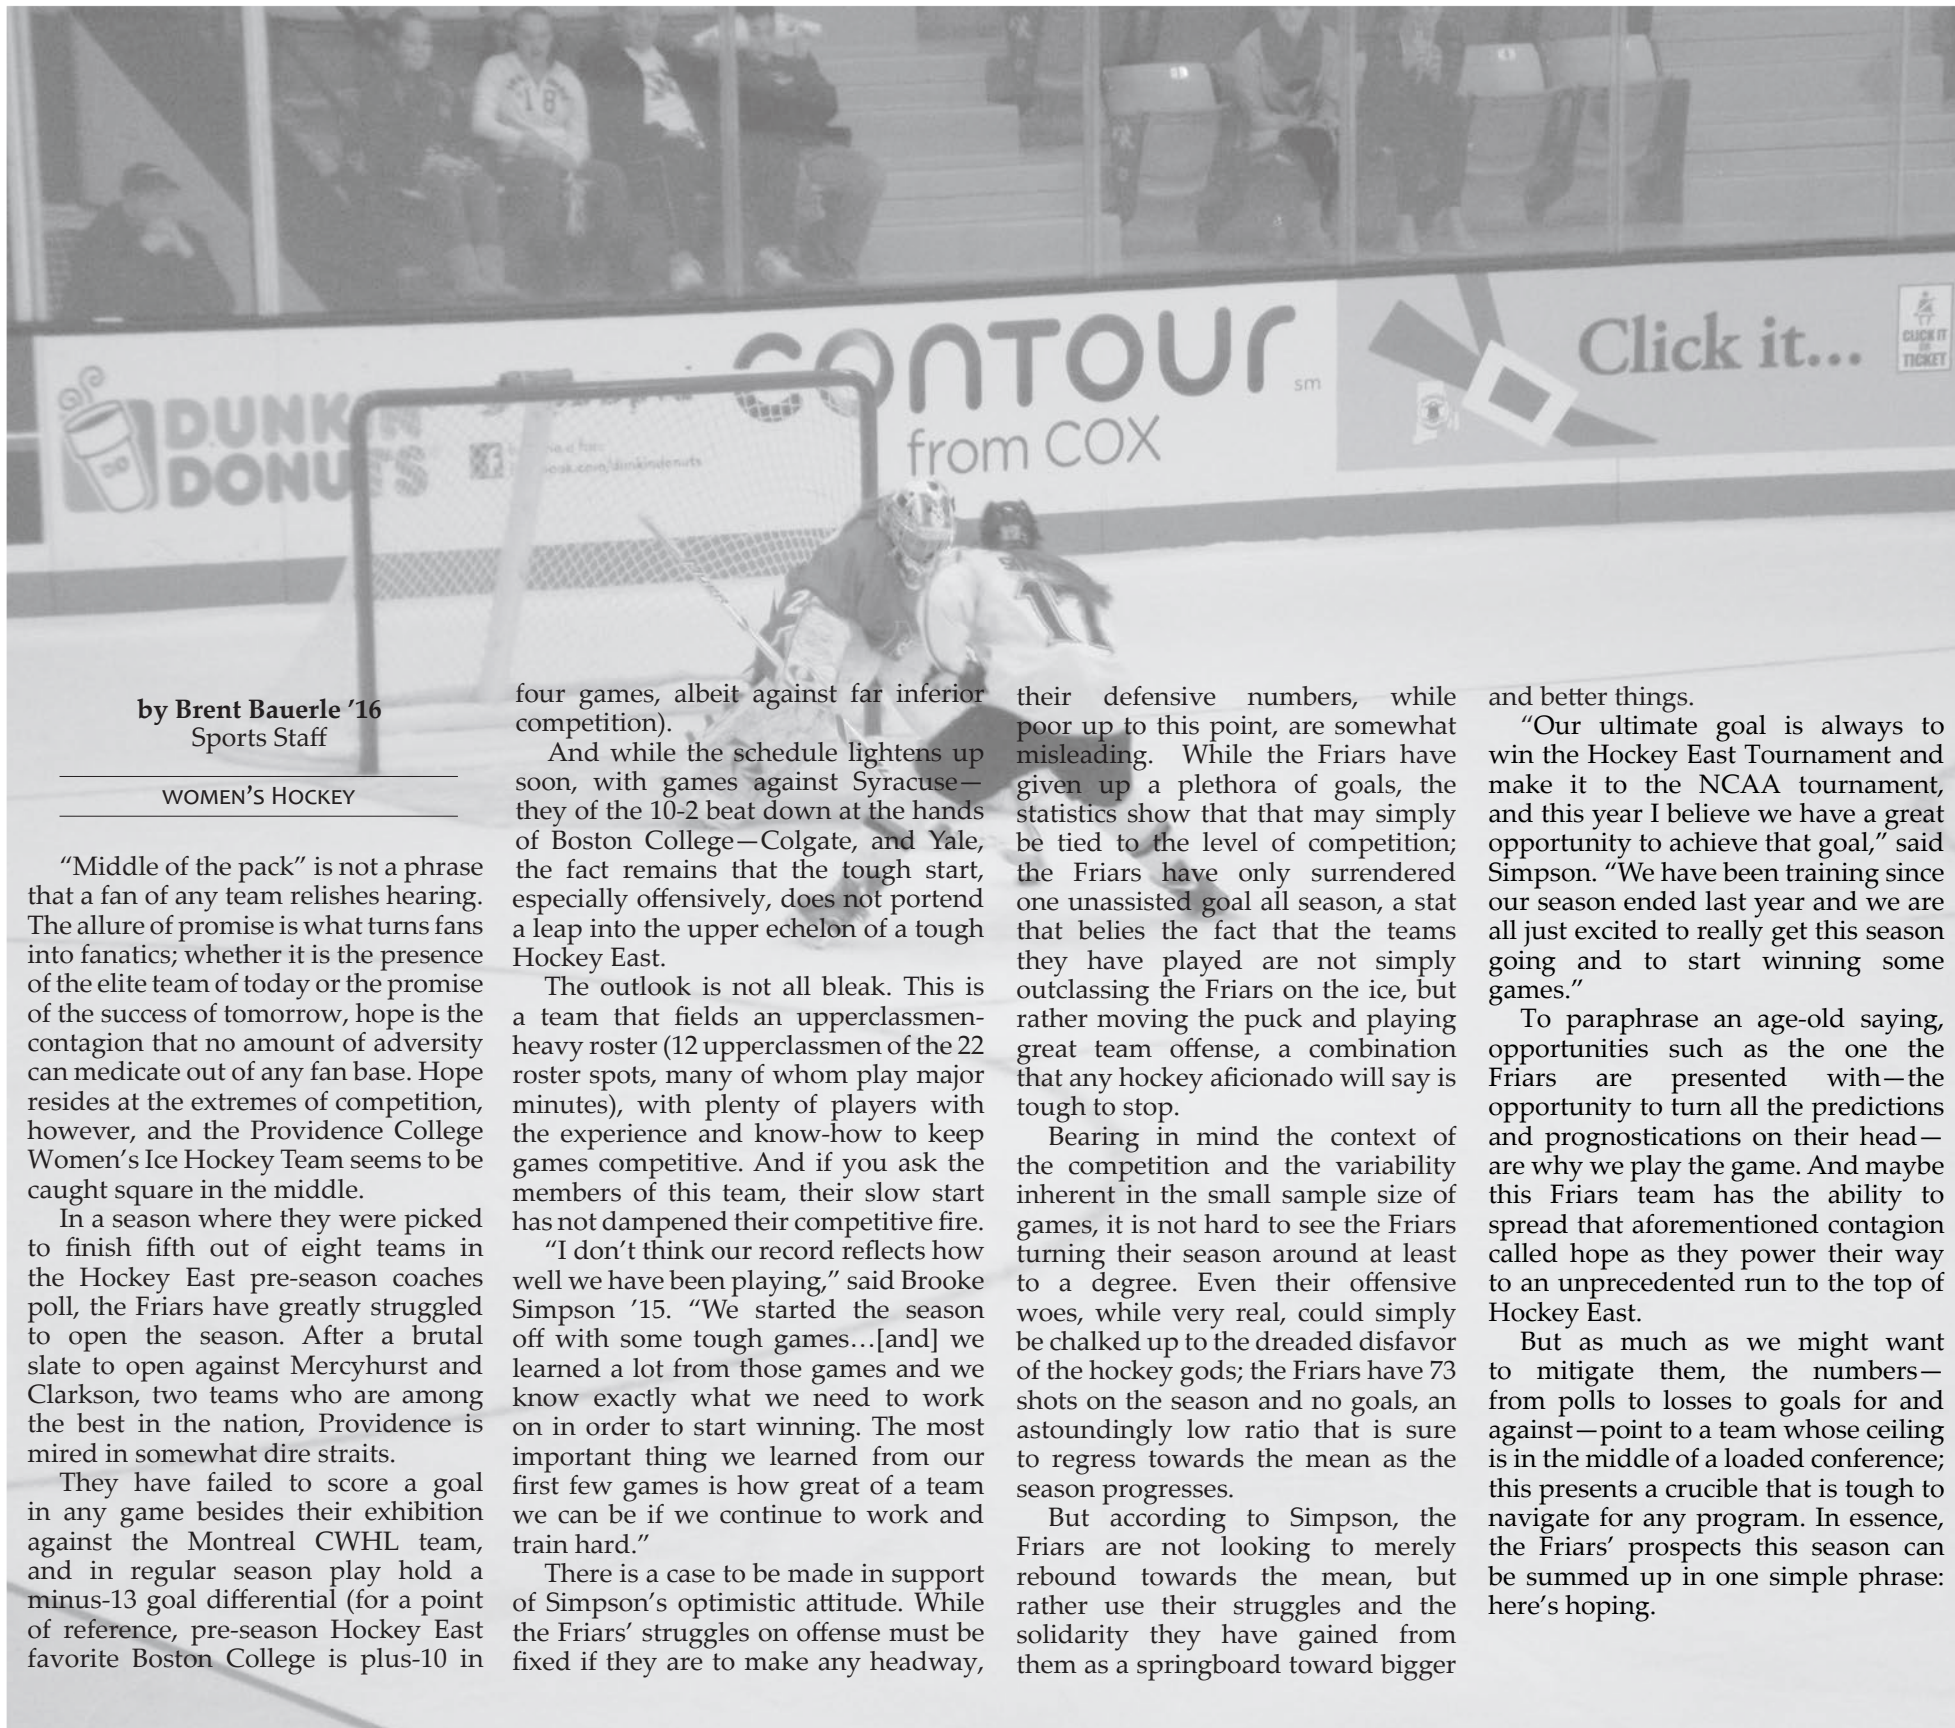 18
CONTOUR
sm
from COX
Click it...
CLICK IT
OR
TICKET
DUNKIN
DONUTS
2
11
by Brent Bauerle ’16
Sports Staff
WOMEN’S HOCKEY
“Middle of the pack” is not a phrase
that a fan of any team relishes hearing.
The allure of promise is what turns fans
into fanatics; whether it is the presence
of the elite team of today or the promise
of the success of tomorrow, hope is the
contagion that no amount of adversity
can medicate out of any fan base. Hope
resides at the extremes of competition,
however, and the Providence College
Women’s Ice Hockey Team seems to be
caught square in the middle.
In a season where they were picked
to finish fifth out of eight teams in
the Hockey East pre-season coaches
poll, the Friars have greatly struggled
to open the season. After a brutal
slate to open against Mercyhurst and
Clarkson, two teams who are among
the best in the nation, Providence is
mired in somewhat dire straits.
They have failed to score a goal
in any game besides their exhibition
against the Montreal CWHL team,
and in regular season play hold a
minus-13 goal differential (for a point
of reference, pre-season Hockey East
favorite Boston College is plus-10 in
four games, albeit against far inferior
competition).
And while the schedule lightens up
soon, with games against Syracuse—
they of the 10-2 beat down at the hands
of Boston College—Colgate, and Yale,
the fact remains that the tough start,
especially offensively, does not portend
a leap into the upper echelon of a tough
Hockey East.
The outlook is not all bleak. This is
a team that fields an upperclassmen-
heavy roster (12 upperclassmen of the 22
roster spots, many of whom play major
minutes), with plenty of players with
the experience and know-how to keep
games competitive. And if you ask the
members of this team, their slow start
has not dampened their competitive fire.
“I don’t think our record reflects how
well we have been playing,” said Brooke
Simpson ’15. “We started the season
off with some tough games…[and] we
learned a lot from those games and we
know exactly what we need to work
on in order to start winning. The most
important thing we learned from our
first few games is how great of a team
we can be if we continue to work and
train hard.”
There is a case to be made in support
of Simpson’s optimistic attitude. While
the Friars’ struggles on offense must be
fixed if they are to make any headway,
their defensive numbers, while
poor up to this point, are somewhat
misleading. While the Friars have
given up a plethora of goals, the
statistics show that that may simply
be tied to the level of competition;
the Friars have only surrendered
one unassisted goal all season, a stat
that belies the fact that the teams
they have played are not simply
outclassing the Friars on the ice, but
rather moving the puck and playing
great team offense, a combination
that any hockey aficionado will say is
tough to stop.
Bearing in mind the context of
the competition and the variability
inherent in the small sample size of
games, it is not hard to see the Friars
turning their season around at least
to a degree. Even their offensive
woes, while very real, could simply
be chalked up to the dreaded disfavor
of the hockey gods; the Friars have 73
shots on the season and no goals, an
astoundingly low ratio that is sure
to regress towards the mean as the
season progresses.
But according to Simpson, the
Friars are not looking to merely
rebound towards the mean, but
rather use their struggles and the
solidarity they have gained from
them as a springboard toward bigger
and better things.
“Our ultimate goal is always to
win the Hockey East Tournament and
make it to the NCAA tournament,
and this year I believe we have a great
opportunity to achieve that goal,” said
Simpson. “We have been training since
our season ended last year and we are
all just excited to really get this season
going and to start winning some
games.”
To paraphrase an age-old saying,
opportunities such as the one the
Friars are presented with—the
opportunity to turn all the predictions
and prognostications on their head—
are why we play the game. And maybe
this Friars team has the ability to
spread that aforementioned contagion
called hope as they power their way
to an unprecedented run to the top of
Hockey East.
But as much as we might want
to mitigate them, the numbers—
from polls to losses to goals for and
against—point to a team whose ceiling
is in the middle of a loaded conference;
this presents a crucible that is tough to
navigate for any program. In essence,
the Friars’ prospects this season can
be summed up in one simple phrase:
here’s hoping.